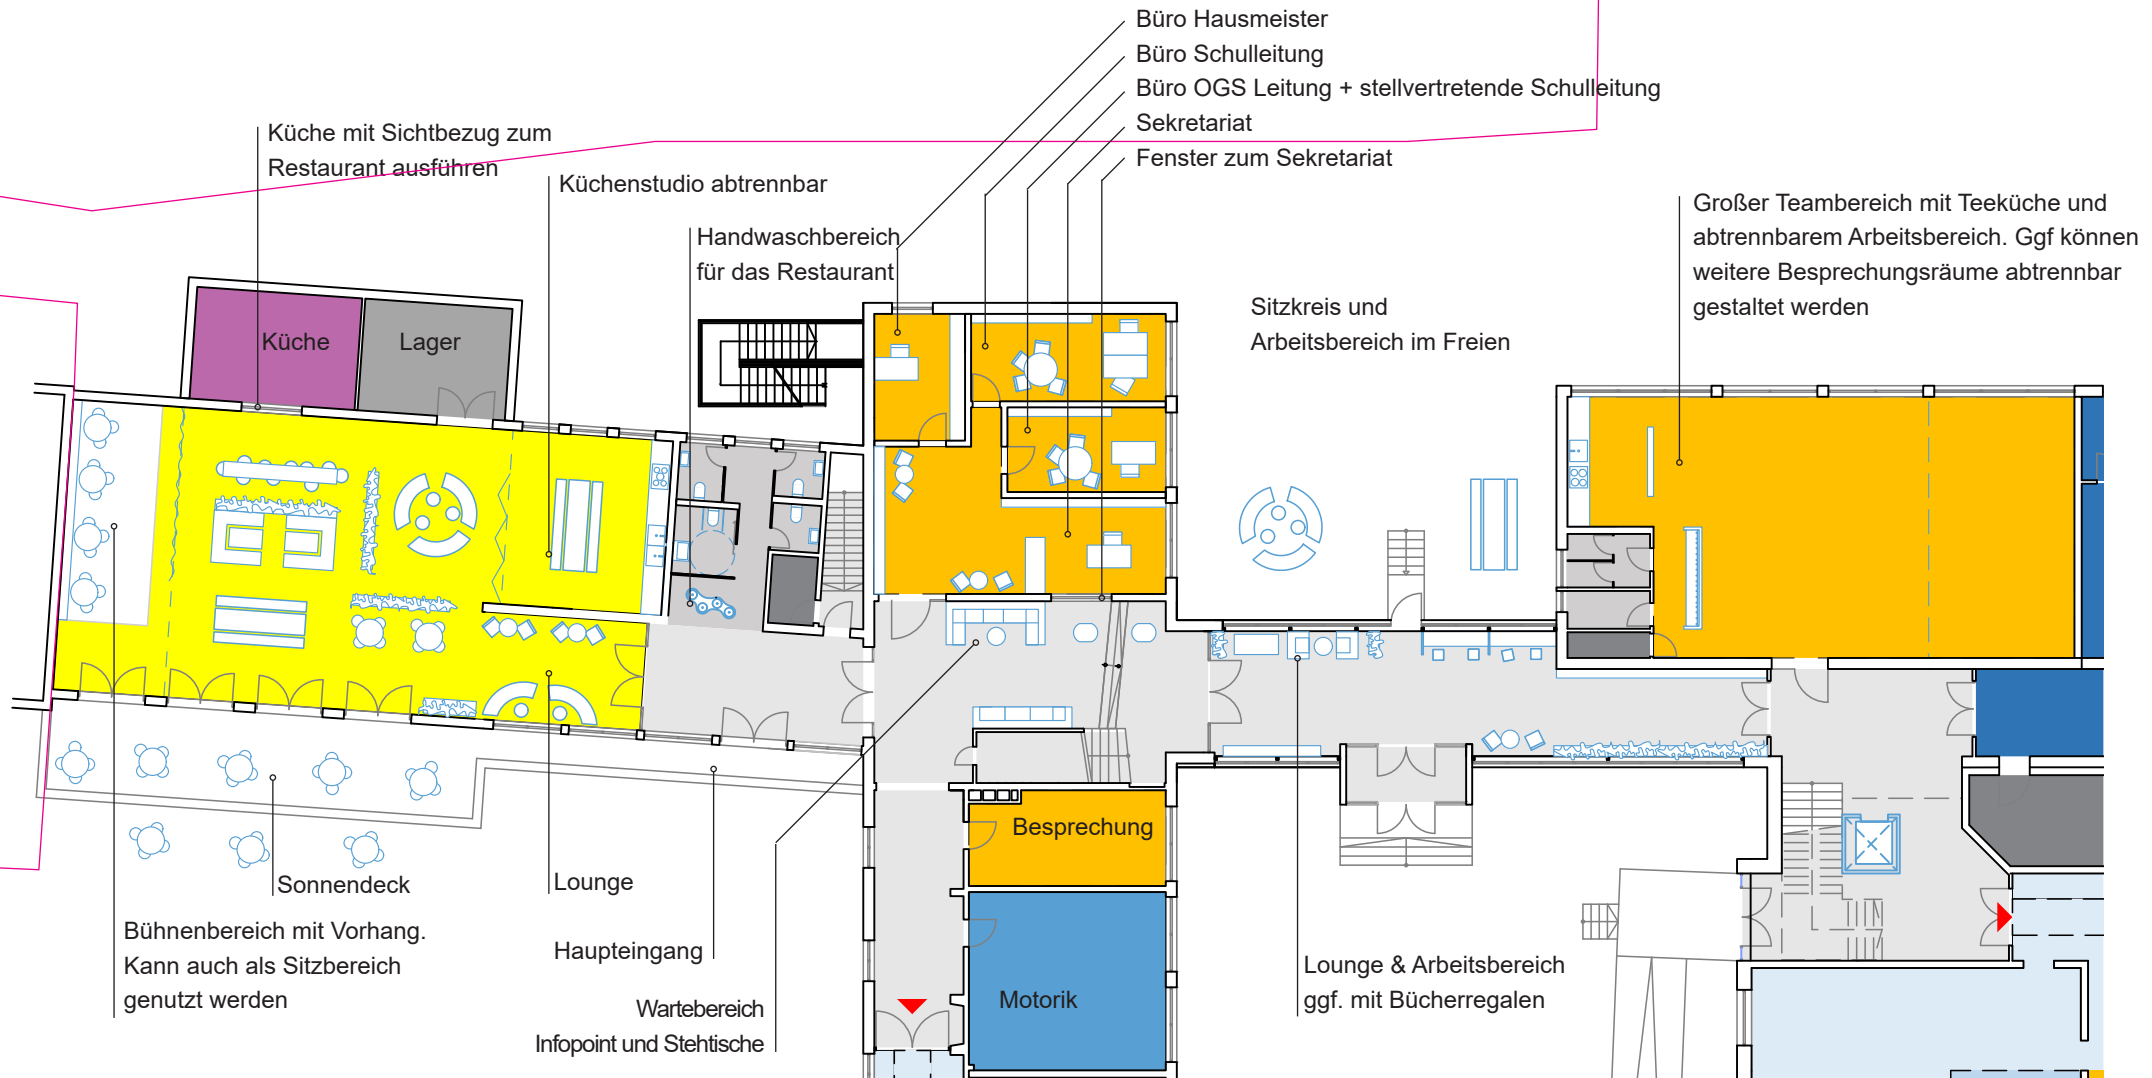 Büro Hausmeister
Büro Schulleitung
Büro OGS Leitung + stellvertretende Schulleitung
Sekretariat
Fenster zum Sekretariat
Küche mit Sichtbezug zum
Restaurant ausführen
Küchenstudio abtrennbar
Handwaschbereich
für das Restaurant
Großer Teambereich mit Teeküche und
abtrennbarem Arbeitsbereich. Ggf können
weitere Besprechungsräume abtrennbar
gestaltet werden
Sitzkreis und
Arbeitsbereich im Freien
Küche
Lager
Besprechung
Motorik
Sonnendeck
Lounge
Bühnenbereich mit Vorhang.
Kann auch als Sitzbereich
genutzt werden
Haupteingang
Wartebereich
Infopoint und Stehtische
Lounge & Arbeitsbereich
ggf. mit Bücherregalen